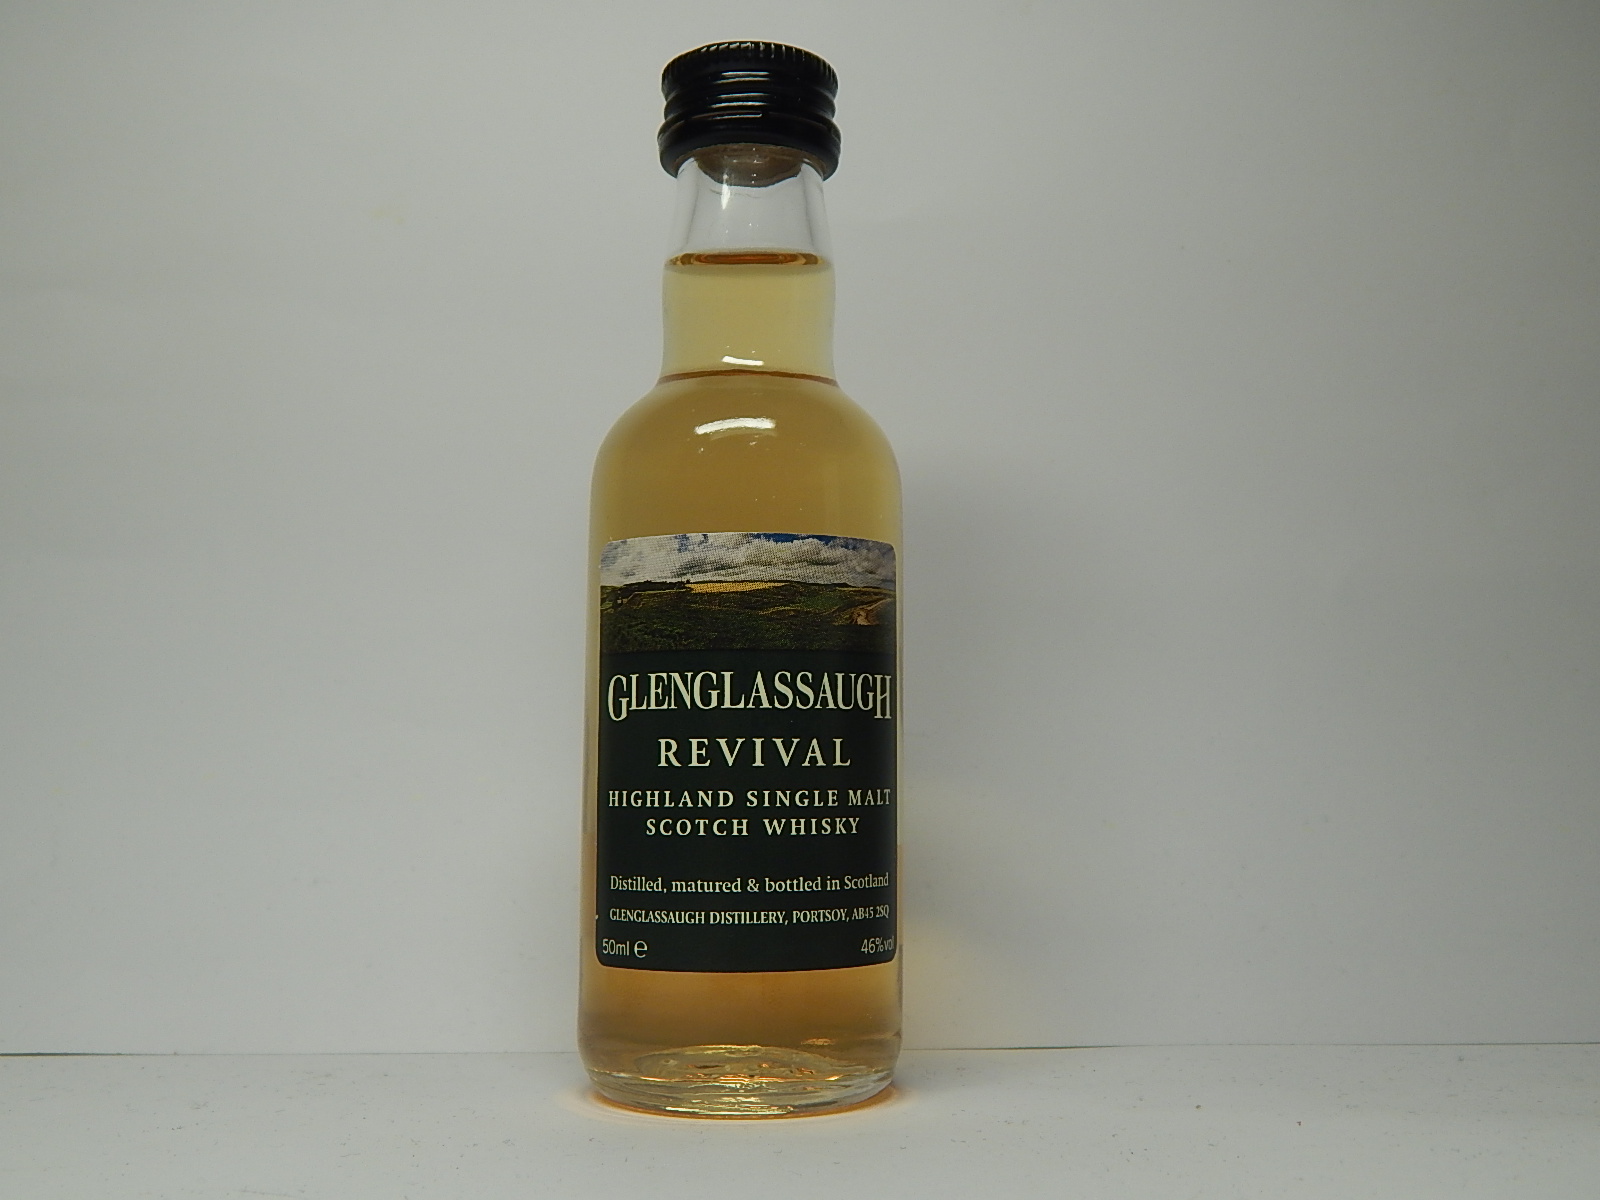 GLENGLASSAUGH
REVIVAL
HIGHLAND SINGLE MALT
SCOTCH WHISKY
Distilled, matured & bottled in Scotland
GLENGLASSAUGH DISTILLERY, PORTSOY, AB45 2SQ
50ml ℮ 46%vol